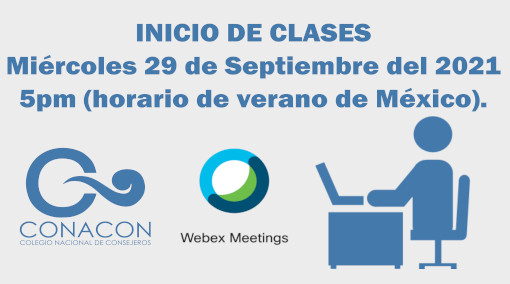 INICIO DE CLASES
Miércoles 29 de Septiembre del 2021
5pm (horario de verano de México).
CONACON
COLEGIO NACIONAL DE CONSEJEROS
Webex Meetings